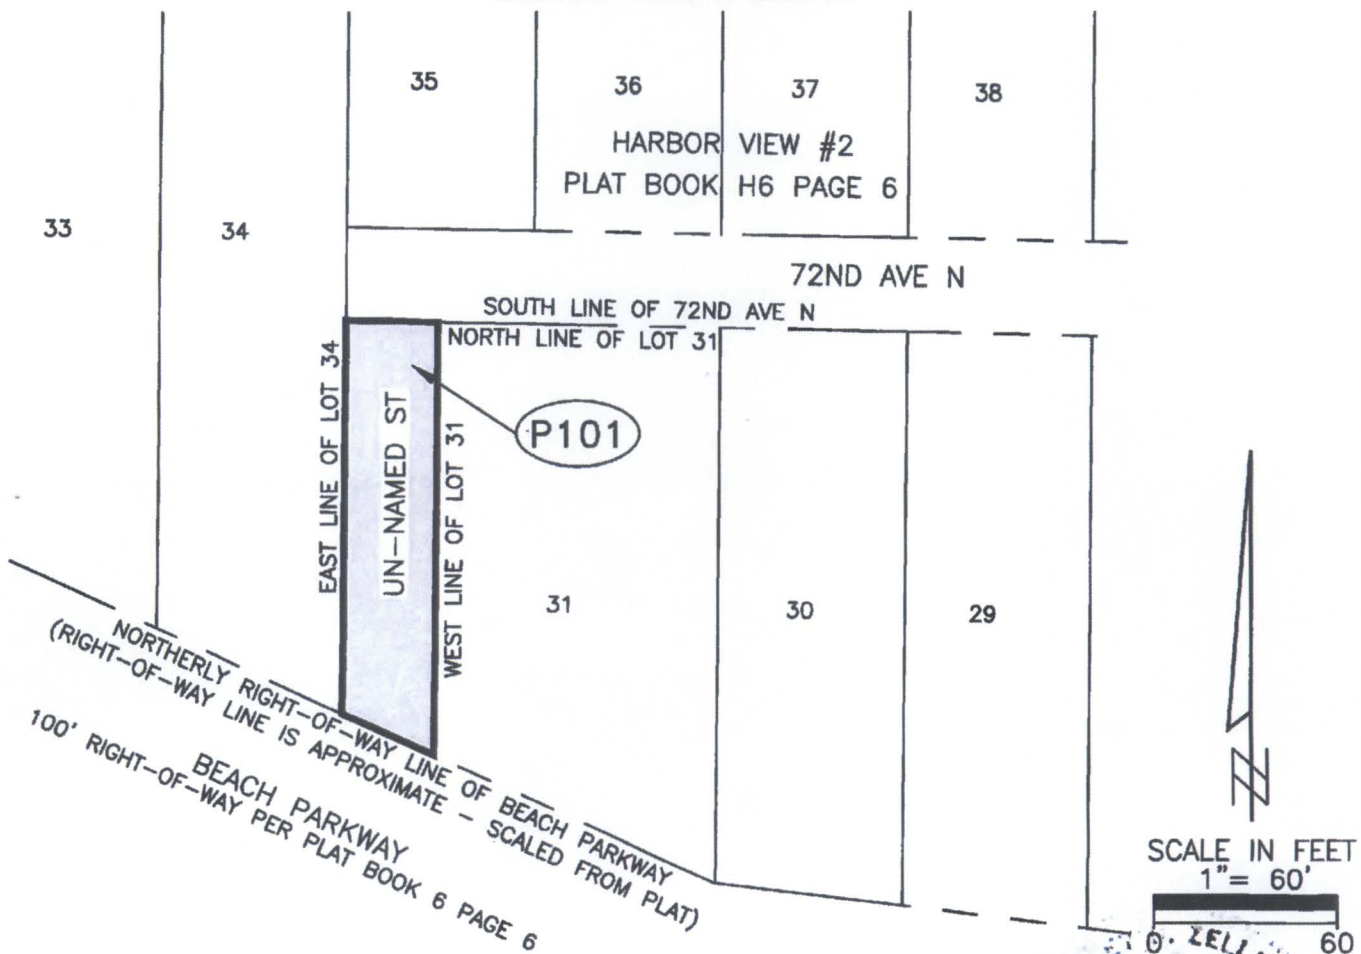 35
36
37
38
HARBOR VIEW #2
PLAT BOOK H6 PAGE 6
33
34
72ND AVE N
SOUTH LINE OF 72ND AVE N
NORTH LINE OF LOT 31
EAST LINE OF LOT 34
UN-NAMED ST
WEST LINE OF LOT 31
P101
31
30
29
NORTHERLY RIGHT-OF-WAY LINE OF BEACH PARKWAY
(RIGHT-OF-WAY LINE IS APPROXIMATE - SCALED FROM PLAT)
BEACH PARKWAY
100' RIGHT-OF-WAY PER PLAT BOOK 6 PAGE 6
N
SCALE IN FEET
1"= 60'
0 60